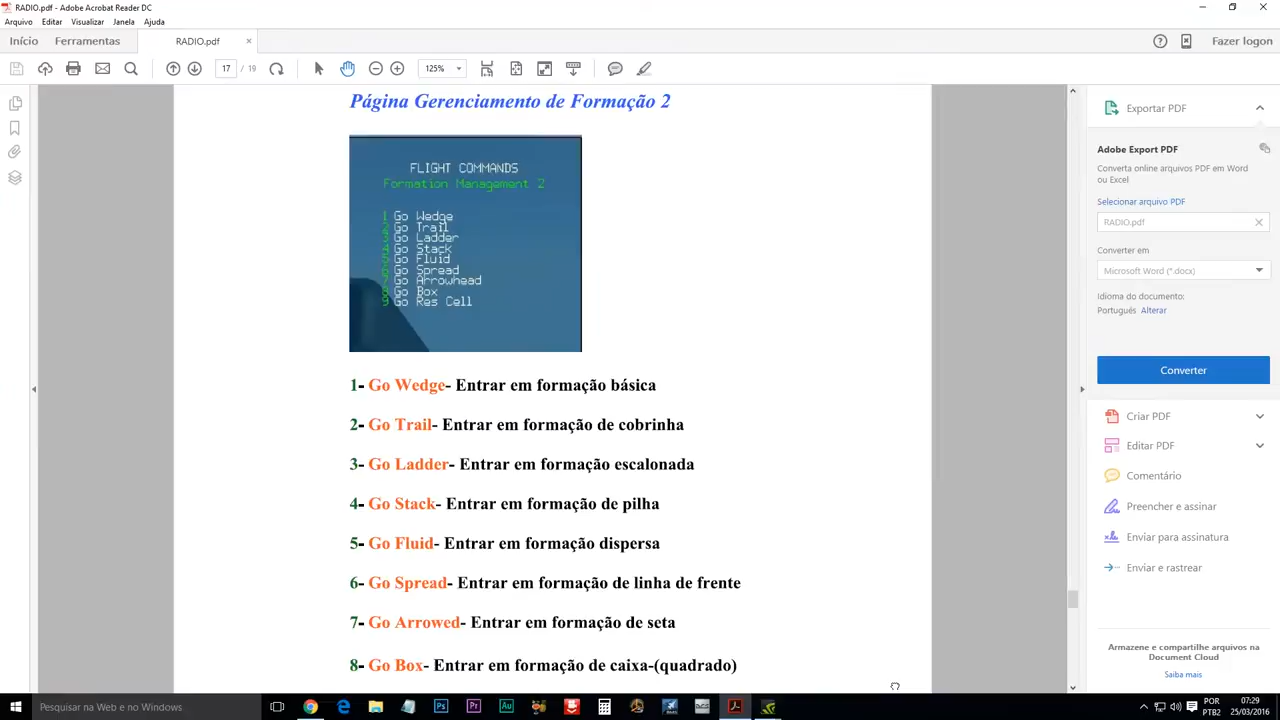 RADIO.pdf - Adobe Acrobat Reader DC
Arquivo Editar Visualizar Janela Ajuda
Início Ferramentas RADIO.pdf × Fazer logon
17 / 19 125%
Página Gerenciamento de Formação 2
FLIGHT COMMANDS
Formation Management 2
1 Go Wedge
2 Go Trail
3 Go Ladder
4 Go Stack
5 Go Fluid
6 Go Spread
7 Go Arrowhead
8 Go Box
9 Go Res Cell
1- Go Wedge- Entrar em formação básica
2- Go Trail- Entrar em formação de cobrinha
3- Go Ladder- Entrar em formação escalonada
4- Go Stack- Entrar em formação de pilha
5- Go Fluid- Entrar em formação dispersa
6- Go Spread- Entrar em formação de linha de frente
7- Go Arrowed- Entrar em formação de seta
8- Go Box- Entrar em formação de caixa-(quadrado)
Exportar PDF
Adobe Export PDF
Converta online arquivos PDF em Word
ou Excel
Selecionar arquivo PDF
RADIO.pdf
Converter em
Microsoft Word (*.docx)
Idioma do documento:
Português Alterar
Converter
Criar PDF
Editar PDF
Comentário
Preencher e assinar
Enviar para assinatura
Enviar e rastrear
Armazene e compartilhe arquivos na
Document Cloud
Saiba mais
Pesquisar na Web e no Windows
Ps Pr Au
POR
PTB2
07:29
25/03/2016